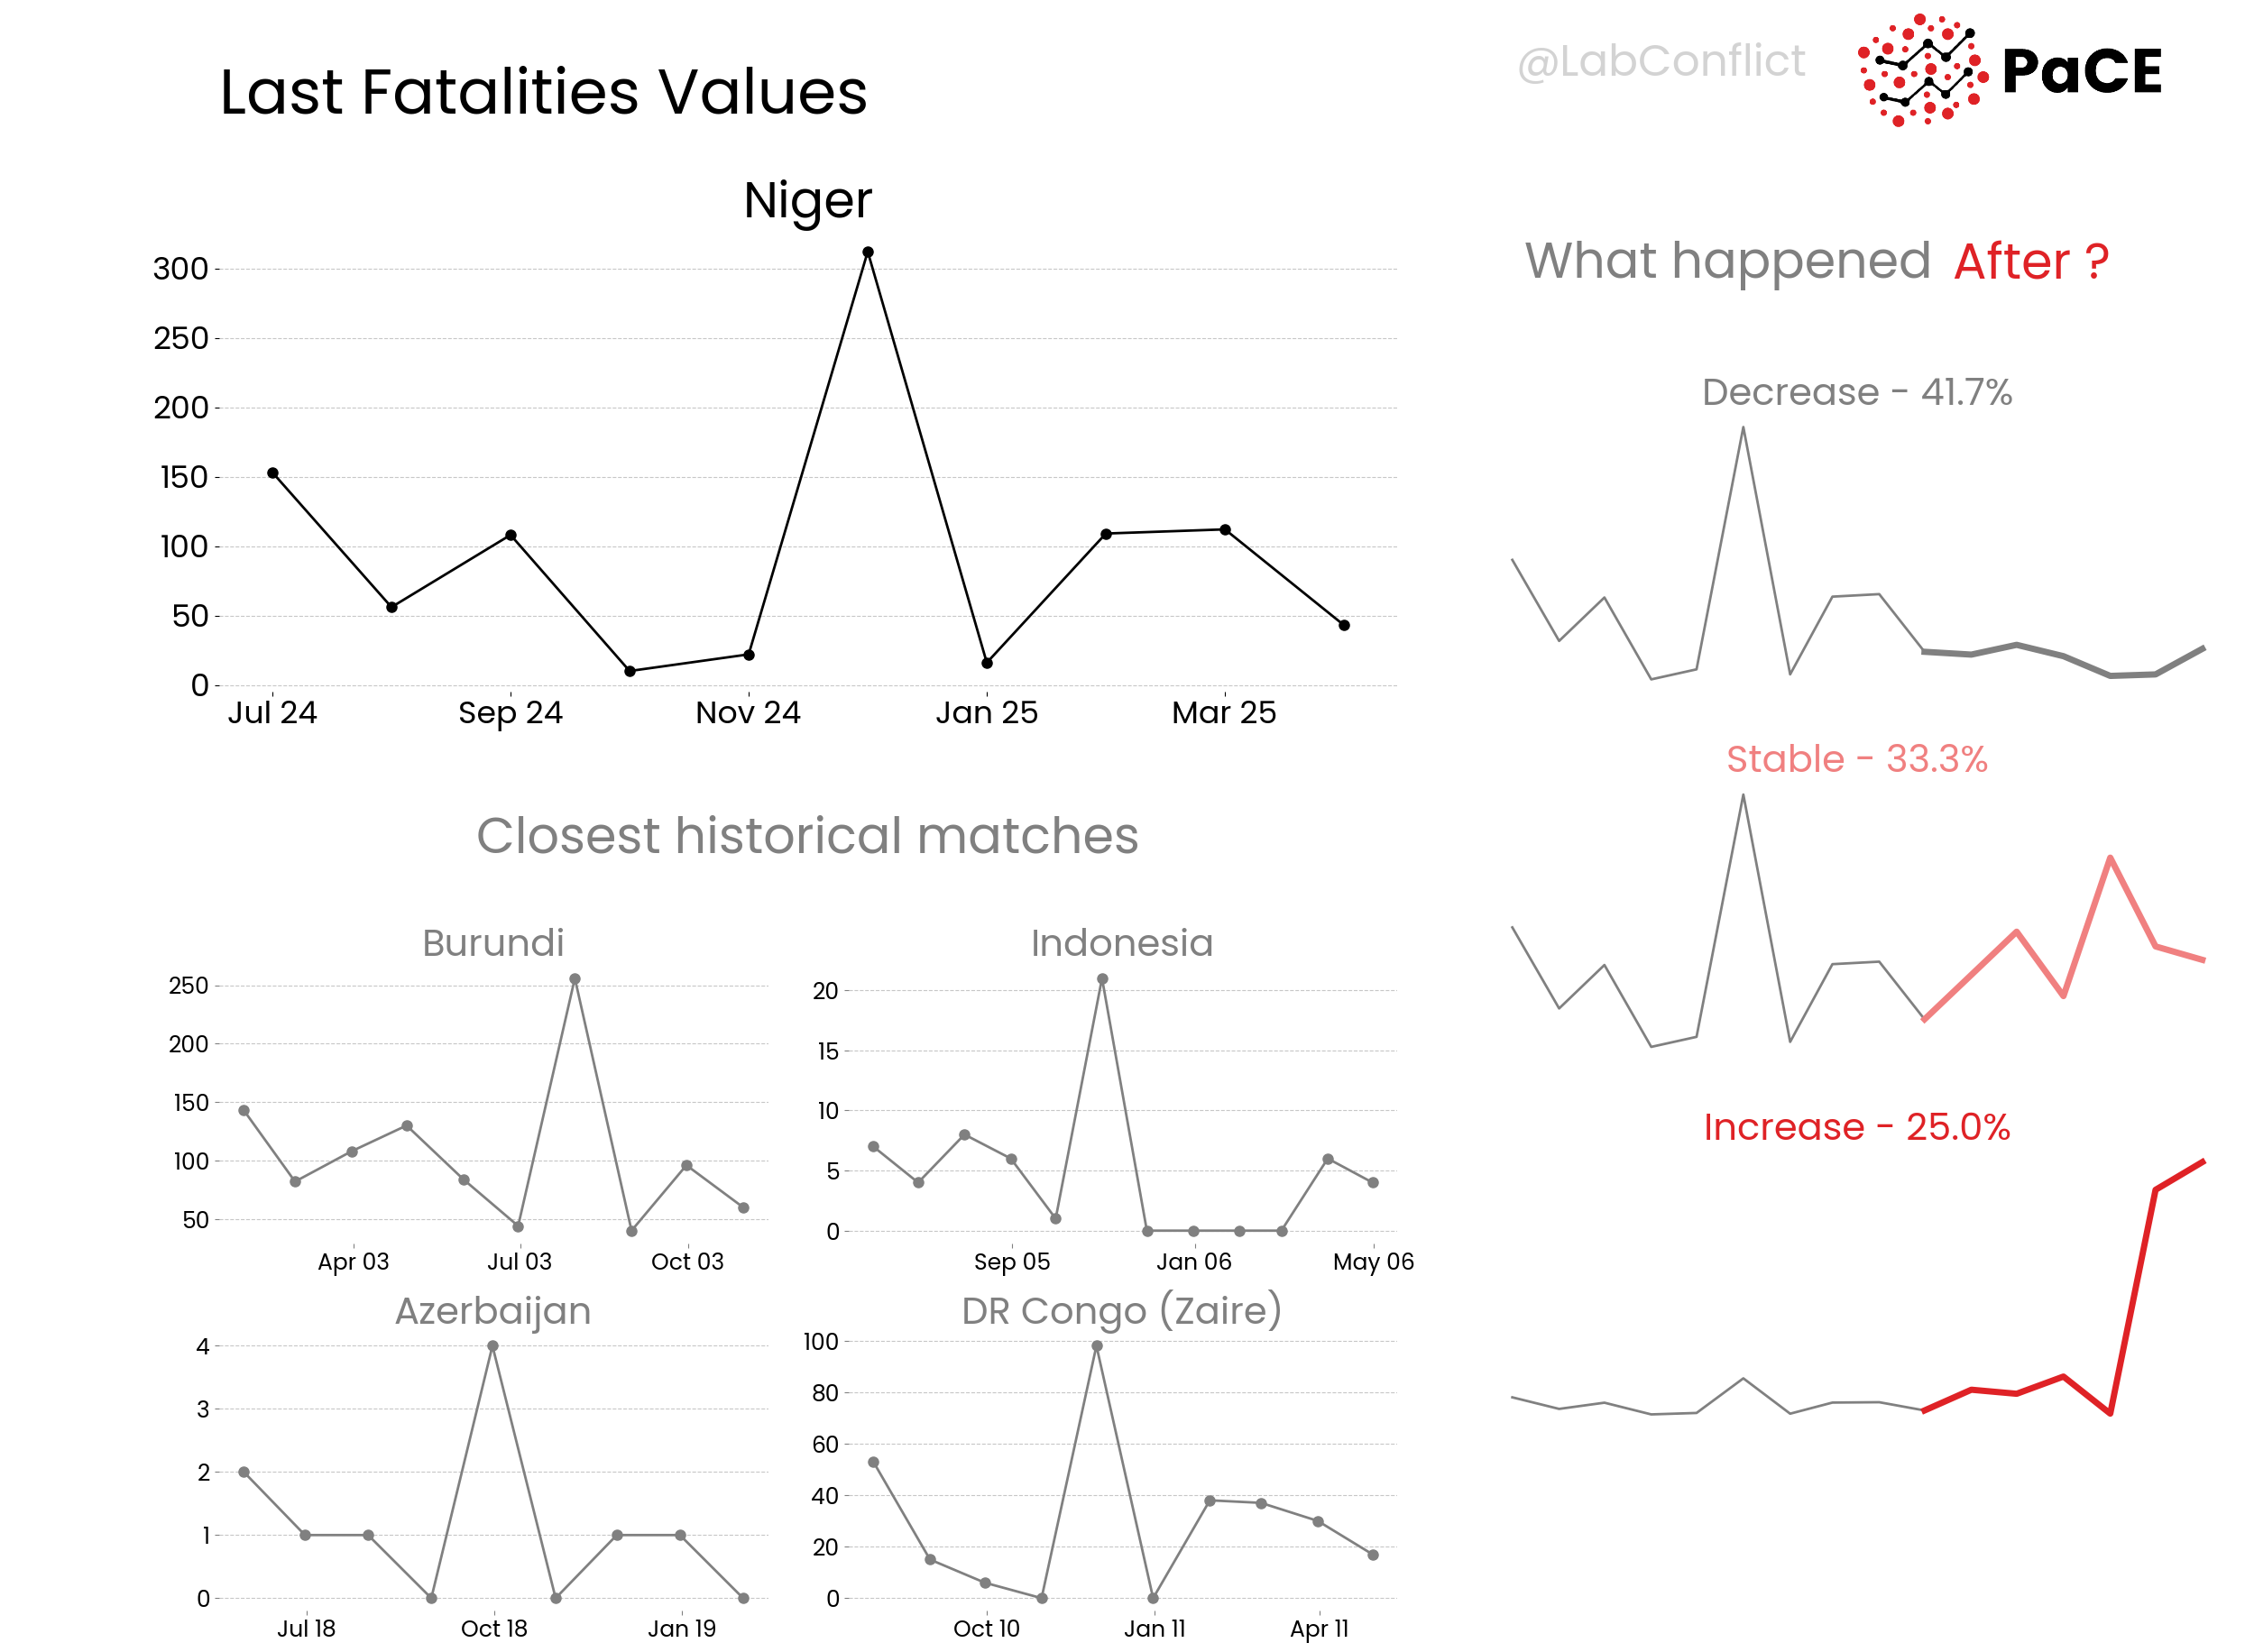 Last Fatalities Values
@LabConflict
PaCE
Niger
300
250
200
150
100
50
0
Jul 24 Sep 24 Nov 24 Jan 25 Mar 25
What happened After ?
Decrease - 41.7%
Stable - 33.3%
Increase - 25.0%
Closest historical matches
Burundi
250
200
150
100
50
Apr 03 Jul 03 Oct 03
Indonesia
20
15
10
5
0
Sep 05 Jan 06 May 06
Azerbaijan
4
3
2
1
0
Jul 18 Oct 18 Jan 19
DR Congo (Zaire)
100
80
60
40
20
0
Oct 10 Jan 11 Apr 11